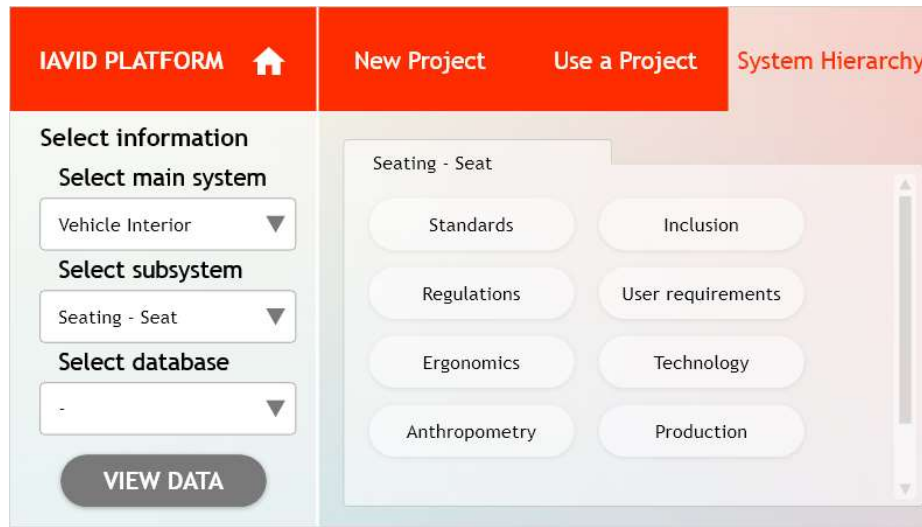 IAVID PLATFORM
New Project
Use a Project
System Hierarchy
Select information
Select main system
Vehicle Interior
Select subsystem
Seating - Seat
Select database
-
VIEW DATA
Seating - Seat
Standards
Inclusion
Regulations
User requirements
Ergonomics
Technology
Anthropometry
Production